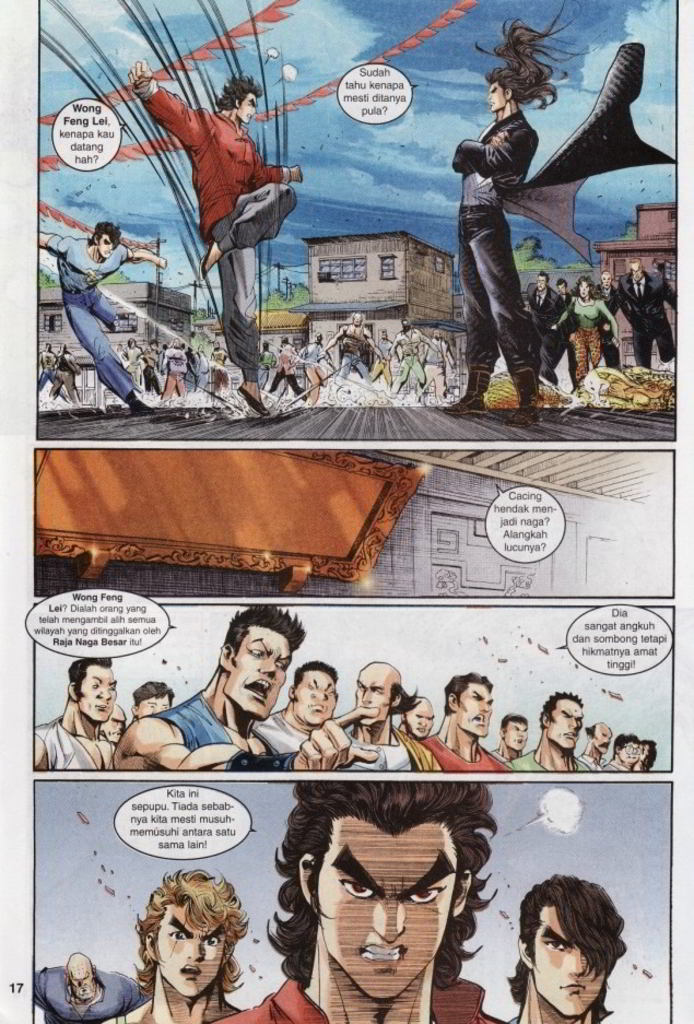 Wong
Feng Lei,
kenapa kau
datang
hah?
Sudah
tahu kenapa
mesti ditanya
pula?
Cacing
hendak men-
jadi naga?
Alangkah
lucunya?
Wong Feng
Lei? Dialah orang yang
telah mengambil alih semua
wilayah yang ditinggalkan oleh
Raja Naga Besar itu!
Dia
sangat angkuh
dan sombong tetapi
hikmatnya amat
tinggi!
Kita ini
sepupu. Tiada sebab-
nya kita mesti musuh-
memusuhi antara satu
sama lain!
17